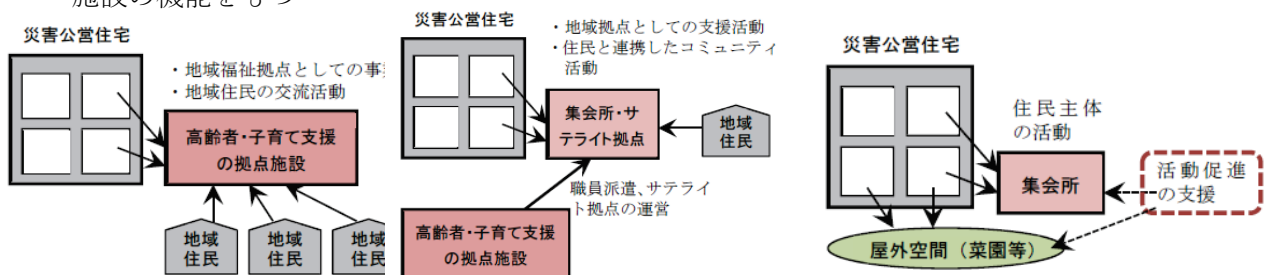 施設の機能をもつ
災害公営住宅
・地域福祉拠点としての事
・地域住民の交流活動
高齢者・子育て支援
の拠点施設
地域
住民
地域
住民
地域
住民
災害公営住宅
・地域拠点としての支援活動
・住民と連携したコミュニティ
活動
集会所・サ
テライト拠点
地域
住民
職員派遣、サテライ
ト拠点の運営
高齢者・子育て支援
の拠点施設
災害公営住宅
住民主体
の活動
集会所
活動促進
の支援
屋外空間（菜園等）